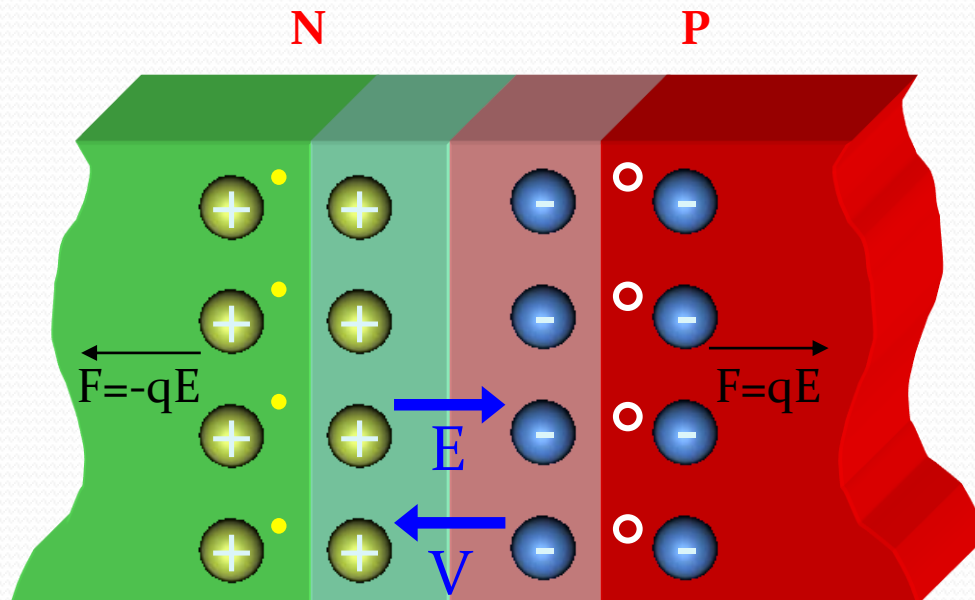 N P
+ + - -
+ + - -
F=-qE F=qE
+ + - -
E
+ + - -
V